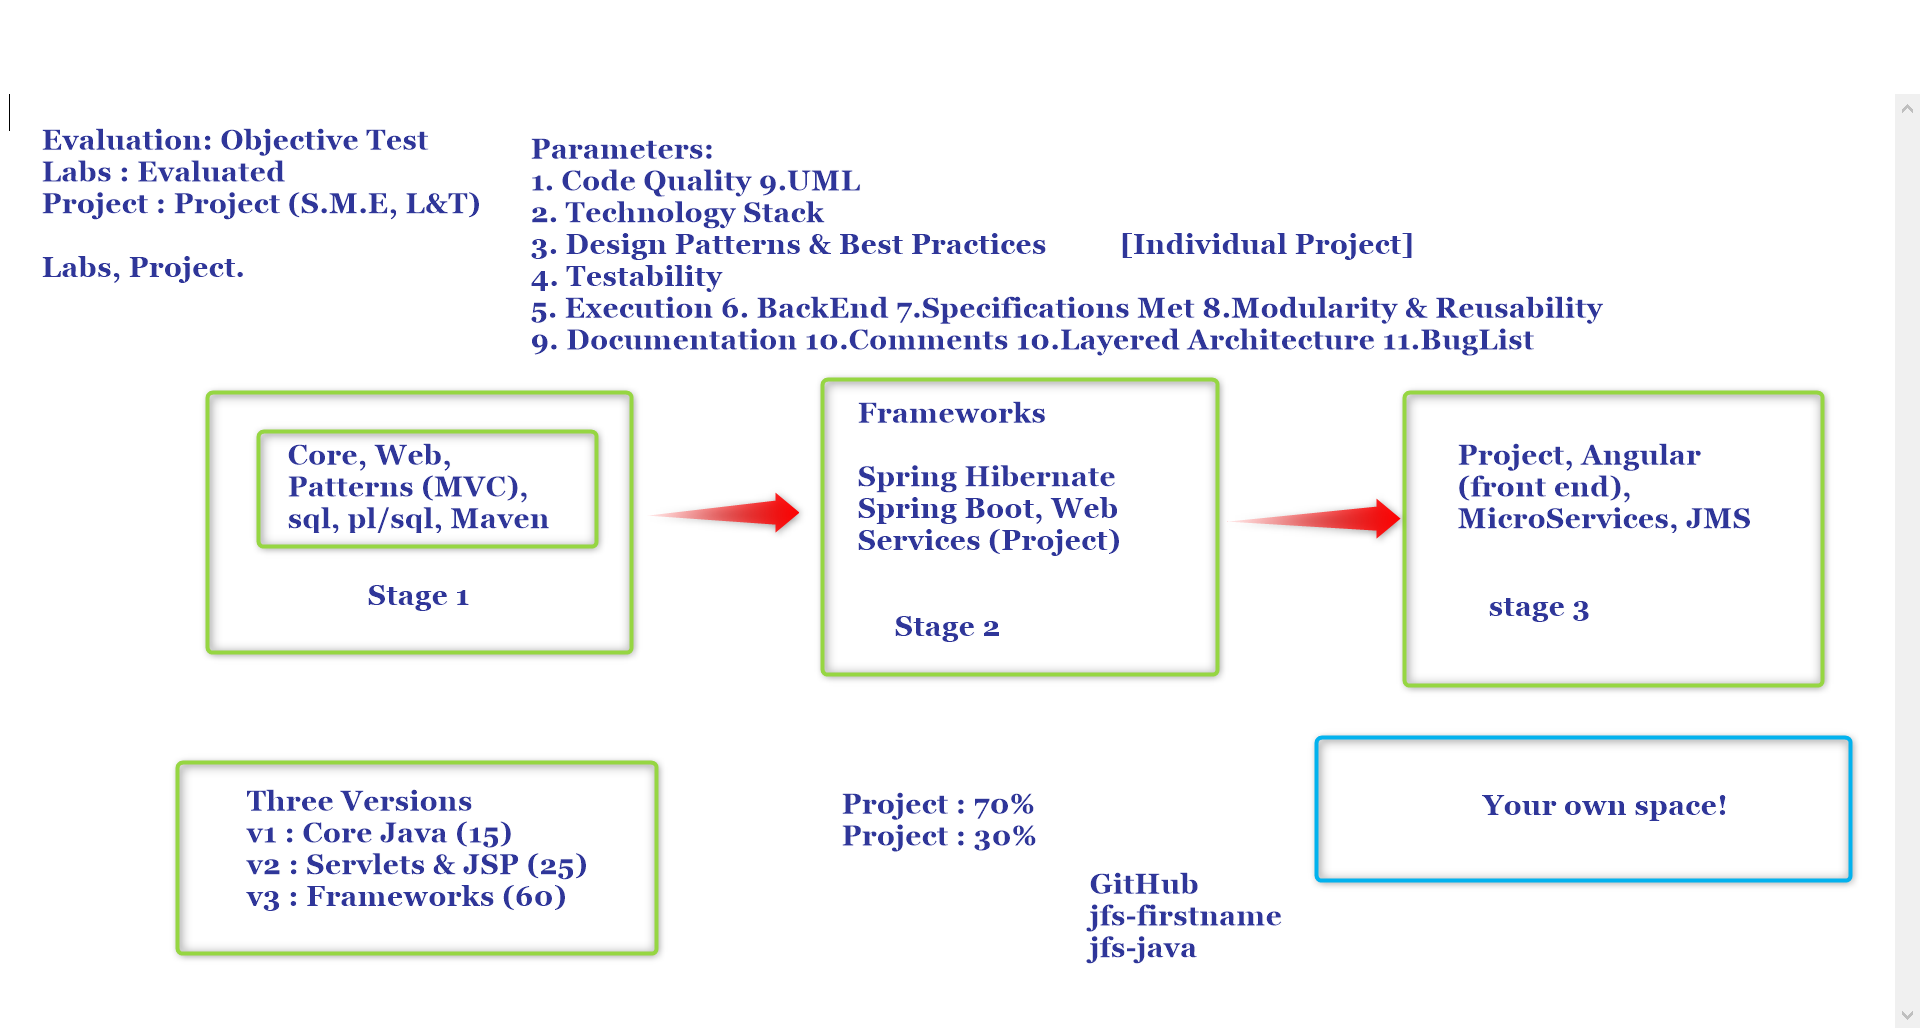 Evaluation: Objective Test
Labs : Evaluated
Project : Project (S.M.E, L&T)
Labs, Project.
Parameters:
1. Code Quality 9.UML
2. Technology Stack
3. Design Patterns & Best Practices [Individual Project]
4. Testability
5. Execution 6. BackEnd 7.Specifications Met 8.Modularity & Reusability
9. Documentation 10.Comments 10.Layered Architecture 11.BugList
Core, Web,
Patterns (MVC),
sql, pl/sql, Maven
Stage 1
Frameworks
Spring Hibernate
Spring Boot, Web
Services (Project)
Stage 2
Project, Angular
(front end),
MicroServices, JMS
stage 3
Three Versions
v1 : Core Java (15)
v2 : Servlets & JSP (25)
v3 : Frameworks (60)
Project : 70%
Project : 30%
GitHub
jfs-firstname
jfs-java
Your own space!